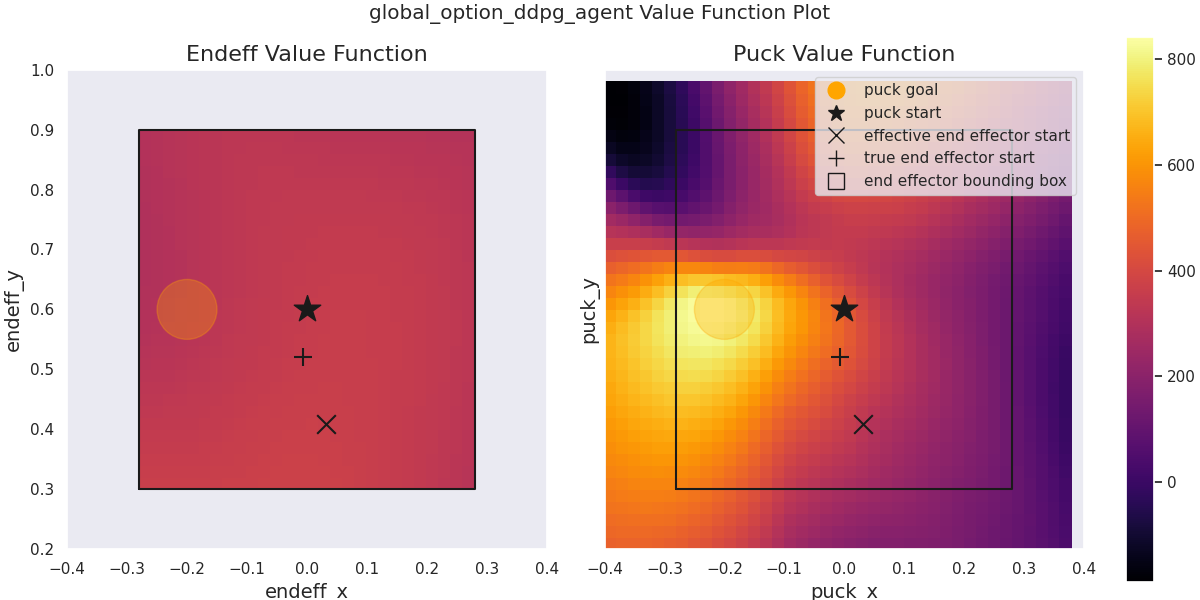 global_option_ddpg_agent Value Function Plot
Endeff Value Function
1.0
0.9
0.8
0.7
0.6
0.5
0.4
0.3
0.2
endeff_y
−0.4 −0.3 −0.2 −0.1 0.0 0.1 0.2 0.3 0.4
endeff_x
Puck Value Function
puck goal
puck start
effective end effector start
true end effector start
end effector bounding box
puck_y
−0.4 −0.3 −0.2 −0.1 0.0 0.1 0.2 0.3 0.4
puck_x
800
600
400
200
0